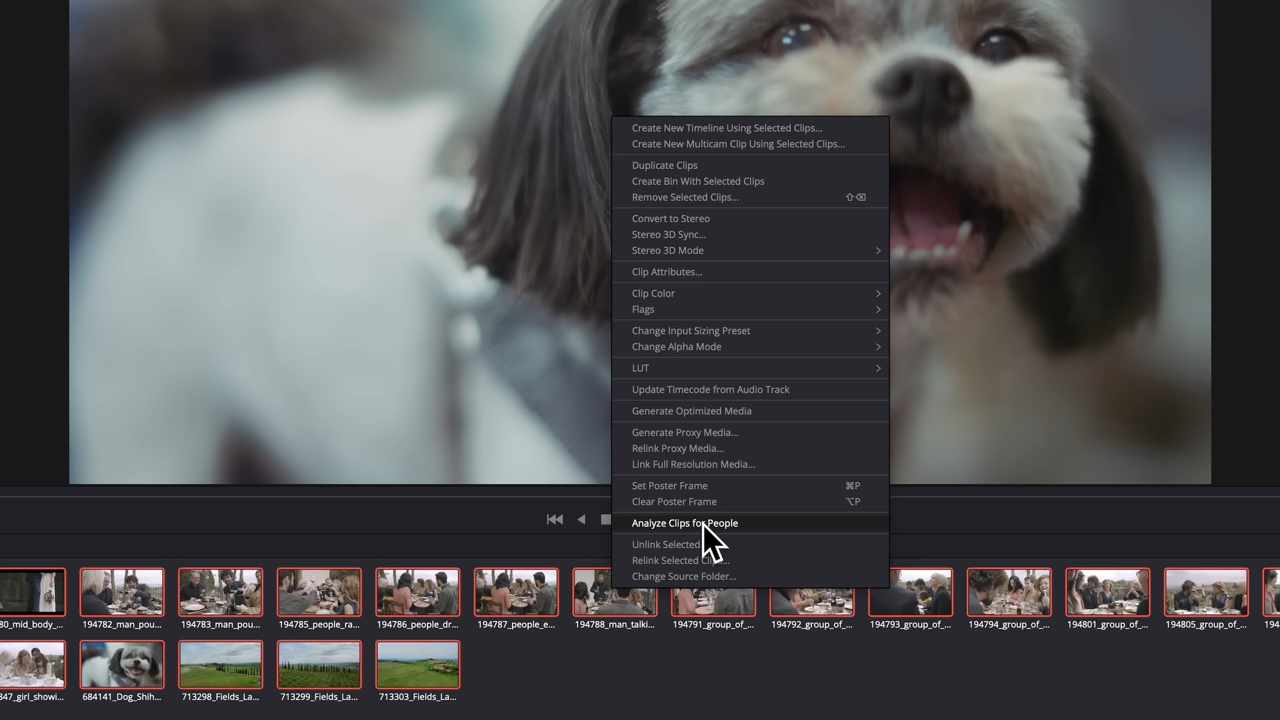 Create New Timeline Using Selected Clips...
Create New Multicam Clip Using Selected Clips...
Duplicate Clips
Create Bin With Selected Clips
Remove Selected Clips... ⇧⌫
Convert to Stereo
Stereo 3D Sync...
Stereo 3D Mode
Clip Attributes...
Clip Color
Flags
Change Input Sizing Preset
Change Alpha Mode
LUT
Update Timecode from Audio Track
Generate Optimized Media
Generate Proxy Media...
Relink Proxy Media...
Link Full Resolution Media...
Set Poster Frame ⌘P
Clear Poster Frame ⌥P
Analyze Clips for People
Unlink Selected
Relink Selected
Change Source Folder...
80_mid_body_... 194782_man_pou... 194783_man_pou... 194785_people_ra... 194786_people_dr... 194787_people_e... 194788_man_talki... 194791_group_of_... 194792_group_of_... 194793_group_of_... 194794_group_of_... 194801_group_of_... 194805_group_of_... 194
847_girl_showi... 684141_Dog_Shih... 713298_Fields_La... 713299_Fields_La... 713303_Fields_La...